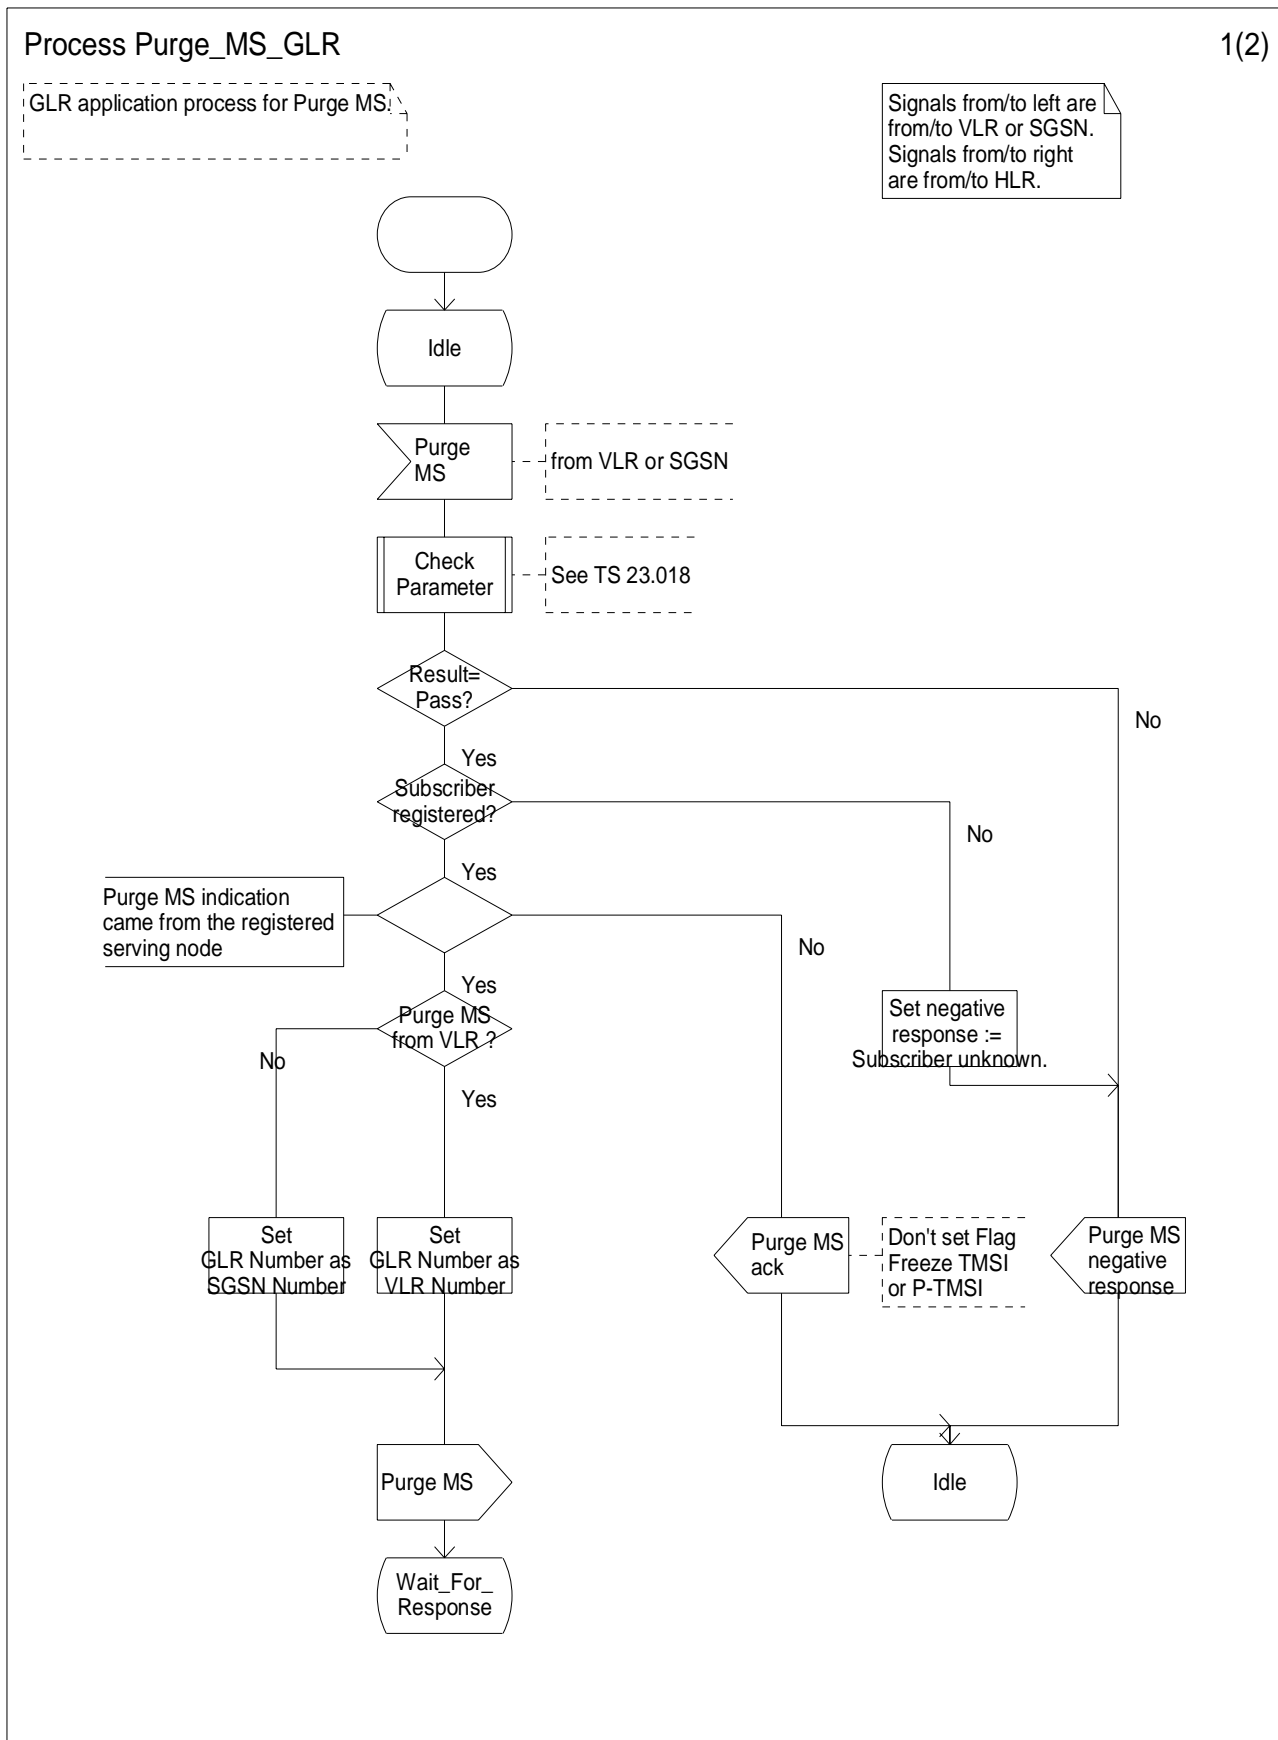 Process Purge_MS_GLR
1(2)
GLR application process for Purge MS.
Signals from/to left are
from/to VLR or SGSN.
Signals from/to right
are from/to HLR.
Idle
Purge
MS
from VLR or SGSN
Check
Parameter
See TS 23.018
Result=
Pass?
No
Yes
Subscriber
registered?
No
Yes
Purge MS indication
came from the registered
serving node
No
Yes
Purge MS
from VLR ?
No
Yes
Set negative
response :=
Subscriber unknown.
Set
GLR Number as
SGSN Number
Set
GLR Number as
VLR Number
Purge MS
ack
Don't set Flag
Freeze TMSI
or P-TMSI
Purge MS
negative
response
Purge MS
Idle
Wait_For_
Response